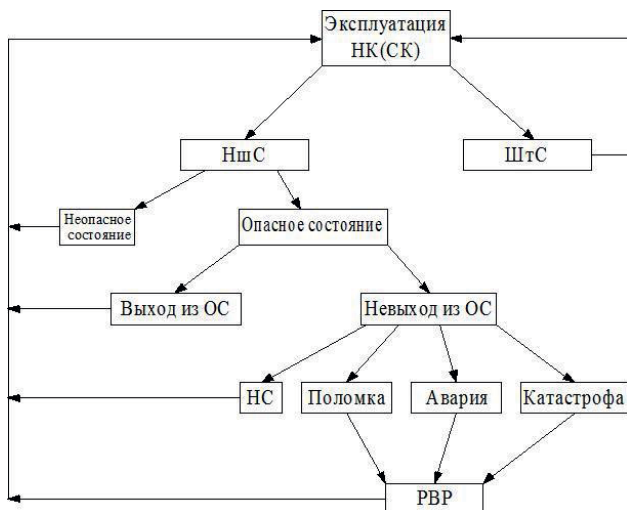 Эксплуатация
НК(СК)
НшС
ШтС
Неопасное
состояние
Опасное состояние
Выход из ОС
Невыход из ОС
НС
Поломка
Авария
Катастрофа
РВР